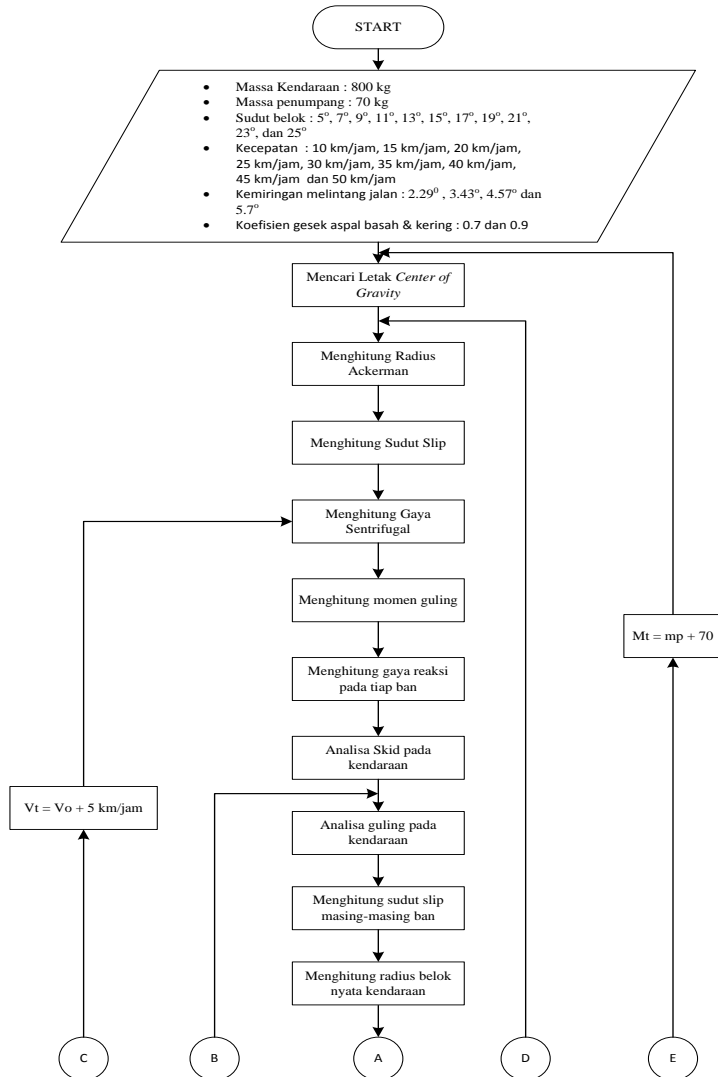 START
• Massa Kendaraan : 800 kg
• Massa penumpang : 70 kg
• Sudut belok : 5°, 7°, 9°, 11°, 13°, 15°, 17°, 19°, 21°,
23°, dan 25°
• Kecepatan : 10 km/jam, 15 km/jam, 20 km/jam,
25 km/jam, 30 km/jam, 35 km/jam, 40 km/jam,
45 km/jam dan 50 km/jam
• Kemiringan melintang jalan : 2.29⁰ , 3.43°, 4.57° dan
5.7°
• Koefisien gesek aspal basah & kering : 0.7 dan 0.9
Mencari Letak Center of
Gravity
Menghitung Radius
Ackerman
Menghitung Sudut Slip
Menghitung Gaya
Sentrifugal
Menghitung momen guling
Mt = mp + 70
Menghitung gaya reaksi
pada tiap ban
Analisa Skid pada
kendaraan
Vt = Vo + 5 km/jam
Analisa guling pada
kendaraan
Menghitung sudut slip
masing-masing ban
Menghitung radius belok
nyata kendaraan
C
B
A
D
E